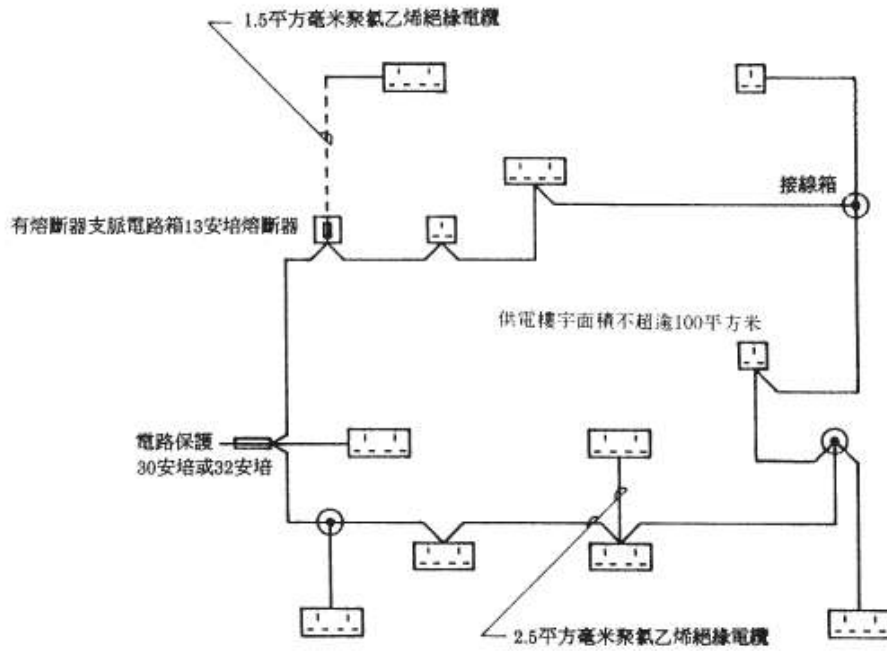 1.5平方毫米聚氯乙烯絕緣電纜
接線箱
有熔斷器支脈電路箱13安培熔斷器
供電樓宇面積不超逾100平方米
電路保護
30安培或32安培
2.5平方毫米聚氯乙烯絕緣電纜